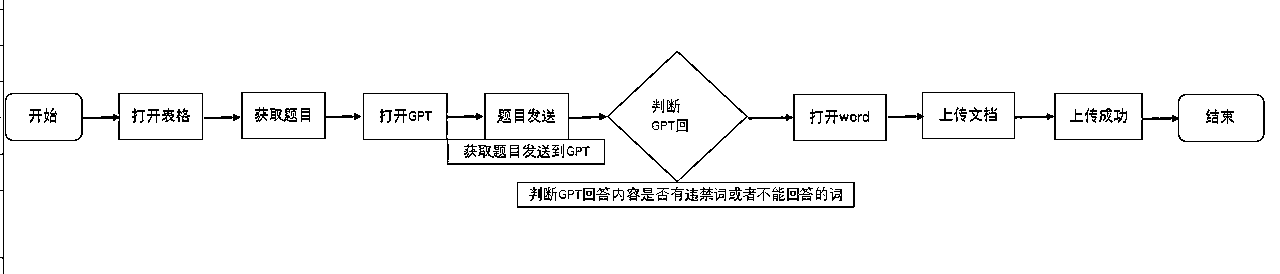 开始
打开表格
获取题目
打开GPT
题目发送
判断
GPT回
打开word
上传文档
上传成功
结束
获取题目发送到GPT
判断GPT回答内容是否有违禁词或者不能回答的词